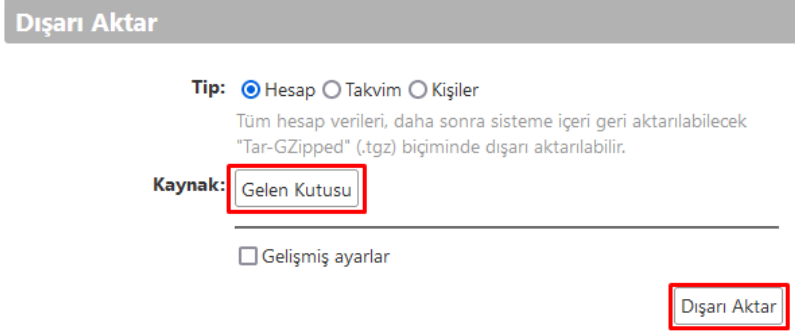 Dışarı Aktar
Tip: Hesap Takvim Kişiler
Tüm hesap verileri, daha sonra sisteme içeri geri aktarılabilecek
"Tar-GZipped" (.tgz) biçiminde dışarı aktarılabilir.
Kaynak: Gelen Kutusu
Gelişmiş ayarlar
Dışarı Aktar